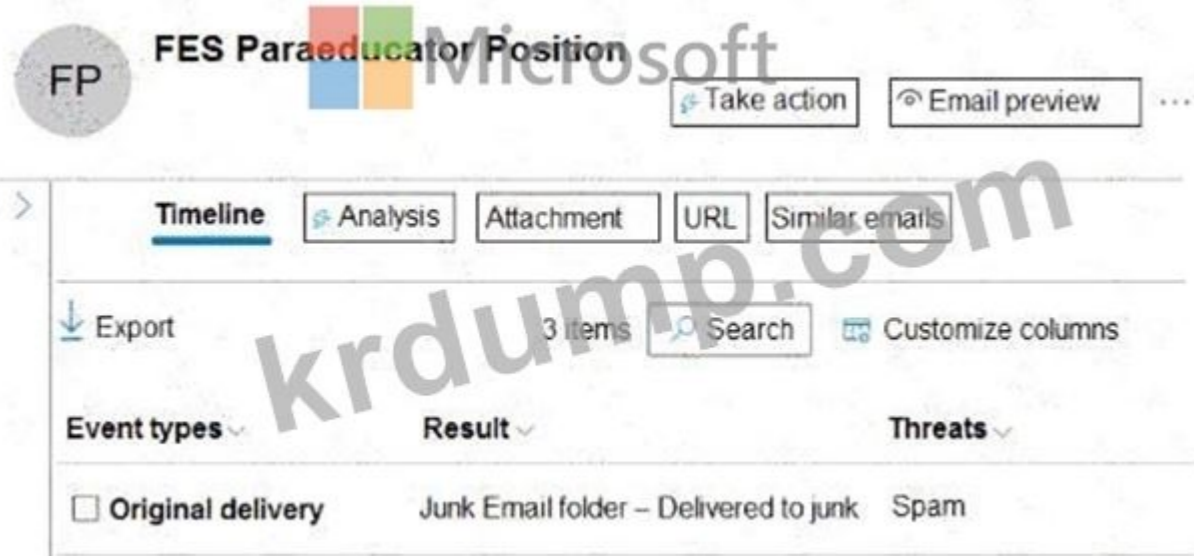 FP
FES Paraeducator Position
Microsoft
Take action Email preview ...
Timeline Analysis Attachment URL Similar emails
Export 3 items Search Customize columns
krdump.com
Event types Result Threats
Original delivery Junk Email folder – Delivered to junk Spam